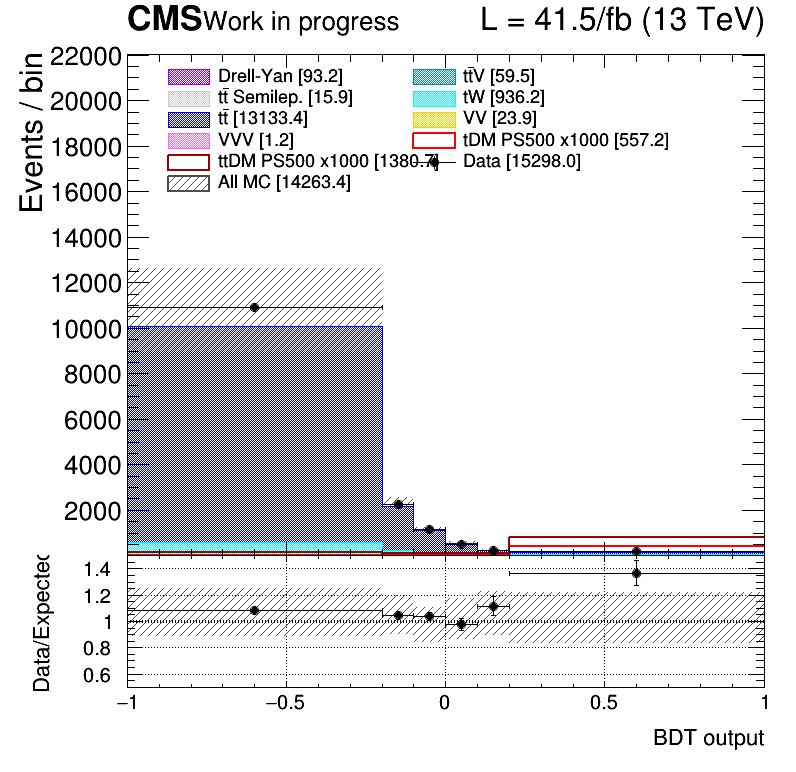 CMS Work in progress L = 41.5/fb (13 TeV)
Events / bin
22000
20000
18000
16000
14000
12000
10000
8000
6000
4000
2000
Drell-Yan [93.2]
tt̄V [59.5]
tt̄ Semilep. [15.9]
tW [936.2]
tt̄ [13133.4]
VV [23.9]
VVV [1.2]
tDM PS500 x1000 [557.2]
ttDM PS500 x1000 [1380.7]
Data [15298.0]
All MC [14263.4]
Data/Expected
1.4
1.2
1
0.8
0.6
−1 −0.5 0 0.5 1
BDT output